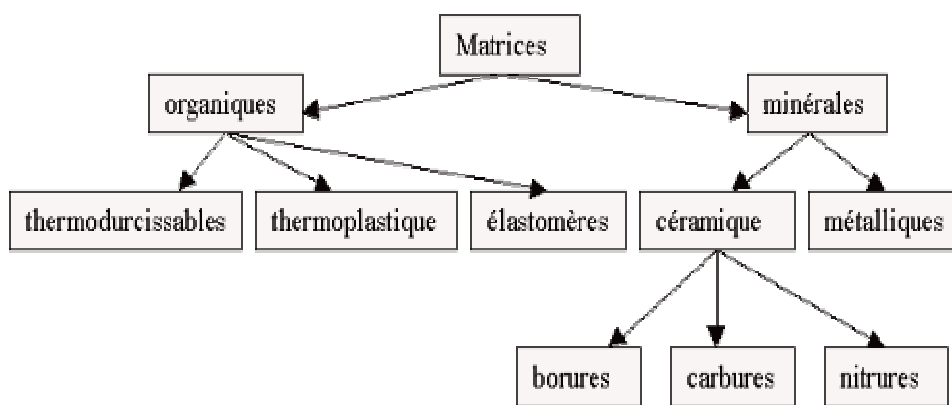 Matrices
organiques
minérales
thermodurcissables
thermoplastique
élastomères
céramique
métalliques
borures
carbures
nitrures